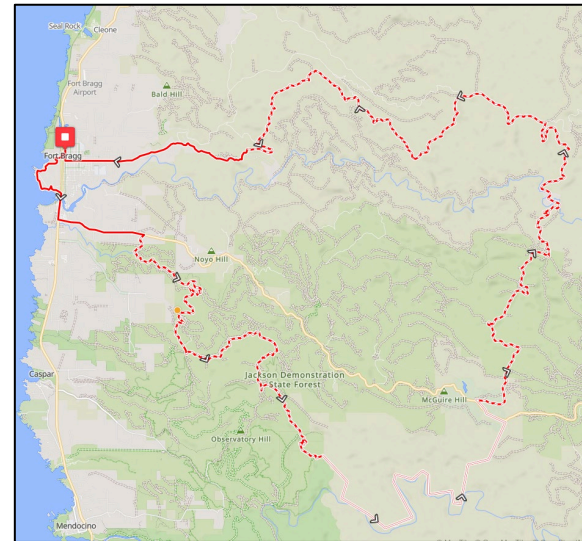 Seal Rock
Cleone
Fort Bragg
Airport
Bald Hill
Fort Bragg
Noyo Hill
Caspar
Jackson Demonstration
State Forest
McGuire Hill
Observatory Hill
Mendocino